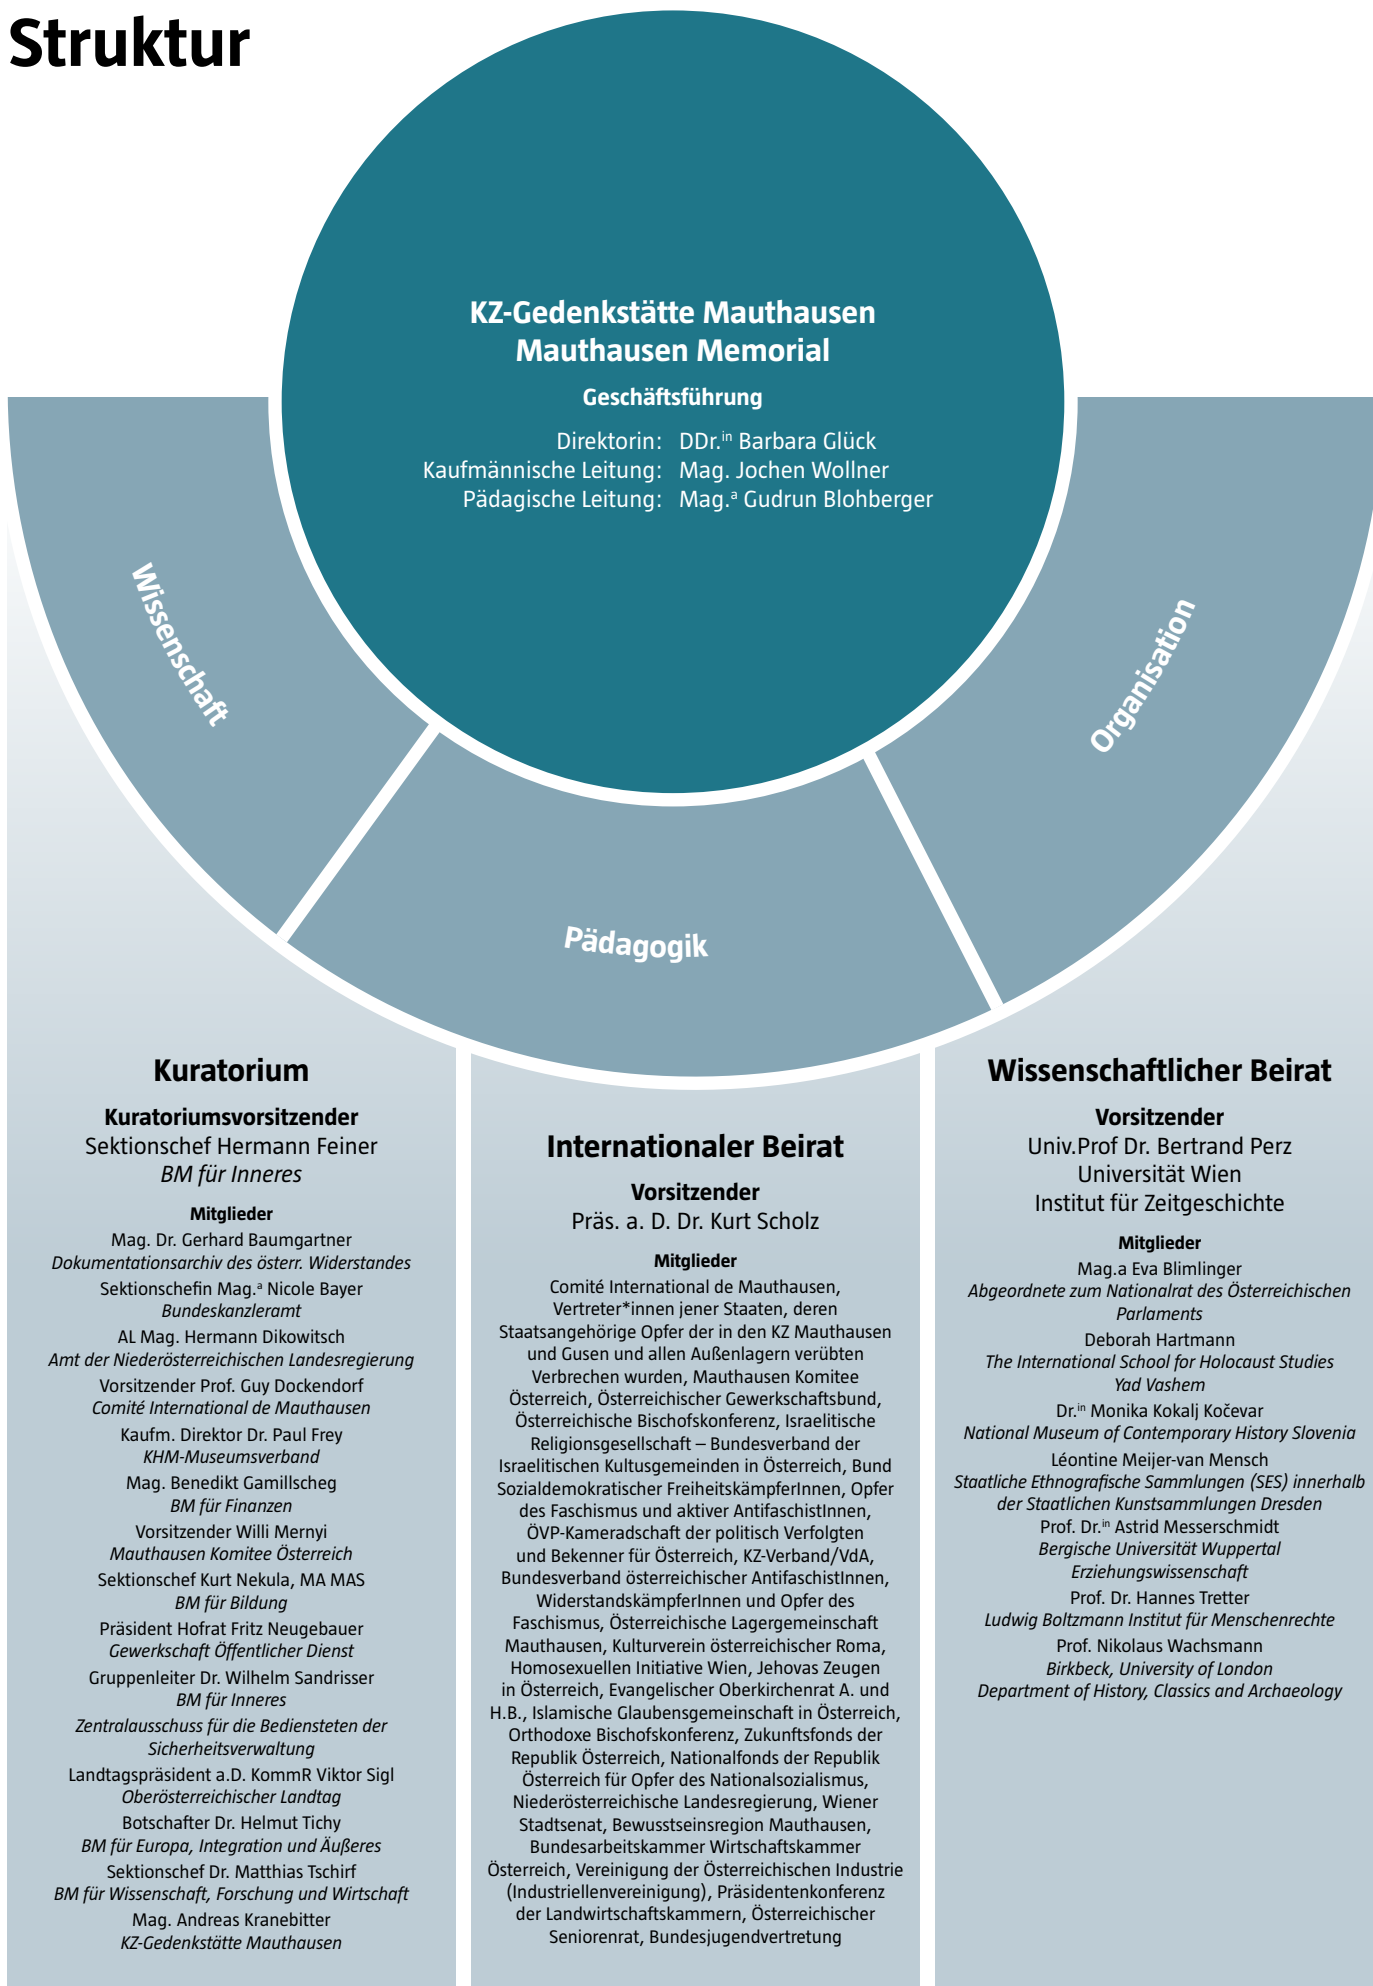 Struktur
KZ-Gedenkstätte Mauthausen
Mauthausen Memorial
Geschäftsführung
Direktorin: DDr.in Barbara Glück
Kaufmännische Leitung: Mag. Jochen Wollner
Pädagische Leitung: Mag.a Gudrun Blohberger
Wissenschaft
Pädagogik
Organisation
Kuratorium
Kuratoriumsvorsitzender
Sektionschef Hermann Feiner
BM für Inneres
Mitglieder
Mag. Dr. Gerhard Baumgartner
Dokumentationsarchiv des österr. Widerstandes
Sektionschefin Mag.a Nicole Bayer
Bundeskanzleramt
AL Mag. Hermann Dikowitsch
Amt der Niederösterreichischen Landesregierung
Vorsitzender Prof. Guy Dockendorf
Comité International de Mauthausen
Kaufm. Direktor Dr. Paul Frey
KHM-Museumsverband
Mag. Benedikt Gamillscheg
BM für Finanzen
Vorsitzender Willi Mernyi
Mauthausen Komitee Österreich
Sektionschef Kurt Nekula, MA MAS
BM für Bildung
Präsident Hofrat Fritz Neugebauer
Gewerkschaft Öffentlicher Dienst
Gruppenleiter Dr. Wilhelm Sandrisser
BM für Inneres
Zentralausschuss für die Bediensteten der
Sicherheitsverwaltung
Landtagspräsident a.D. KommR Viktor Sigl
Oberösterreichischer Landtag
Botschafter Dr. Helmut Tichy
BM für Europa, Integration und Äußeres
Sektionschef Dr. Matthias Tschirf
BM für Wissenschaft, Forschung und Wirtschaft
Mag. Andreas Kranebitter
KZ-Gedenkstätte Mauthausen
Internationaler Beirat
Vorsitzender
Präs. a. D. Dr. Kurt Scholz
Mitglieder
Comité International de Mauthausen,
Vertreter*innen jener Staaten, deren
Staatsangehörige Opfer der in den KZ Mauthausen
und Gusen und allen Außenlagern verübten
Verbrechen wurden, Mauthausen Komitee
Österreich, Österreichischer Gewerkschaftsbund,
Österreichische Bischofskonferenz, Israelitische
Religionsgesellschaft – Bundesverband der
Israelitischen Kultusgemeinden in Österreich, Bund
Sozialdemokratischer FreiheitskämpferInnen, Opfer
des Faschismus und aktiver AntifaschistInnen,
ÖVP-Kameradschaft der politisch Verfolgten
und Bekenner für Österreich, KZ-Verband/VdA,
Bundesverband österreichischer AntifaschistInnen,
WiderstandskämpferInnen und Opfer des
Faschismus, Österreichische Lagergemeinschaft
Mauthausen, Kulturverein österreichischer Roma,
Homosexuellen Initiative Wien, Jehovas Zeugen
in Österreich, Evangelischer Oberkirchenrat A. und
H.B., Islamische Glaubensgemeinschaft in Österreich,
Orthodoxe Bischofskonferenz, Zukunftsfonds der
Republik Österreich, Nationalfonds der Republik
Österreich für Opfer des Nationalsozialismus,
Niederösterreichische Landesregierung, Wiener
Stadtsenat, Bewusstseinsregion Mauthausen,
Bundesarbeitskammer Wirtschaftskammer
Österreich, Vereinigung der Österreichischen Industrie
(Industriellenvereinigung), Präsidentenkonferenz
der Landwirtschaftskammern, Österreichischer
Seniorenrat, Bundesjugendvertretung
Wissenschaftlicher Beirat
Vorsitzender
Univ.Prof Dr. Bertrand Perz
Universität Wien
Institut für Zeitgeschichte
Mitglieder
Mag.a Eva Blimlinger
Abgeordnete zum Nationalrat des Österreichischen
Parlaments
Deborah Hartmann
The International School for Holocaust Studies
Yad Vashem
Dr.in Monika Kokalj Kočevar
National Museum of Contemporary History Slovenia
Léontine Meijer-van Mensch
Staatliche Ethnografische Sammlungen (SES) innerhalb
der Staatlichen Kunstsammlungen Dresden
Prof. Dr.in Astrid Messerschmidt
Bergische Universität Wuppertal
Erziehungswissenschaft
Prof. Dr. Hannes Tretter
Ludwig Boltzmann Institut für Menschenrechte
Prof. Nikolaus Wachsmann
Birkbeck, University of London
Department of History, Classics and Archaeology